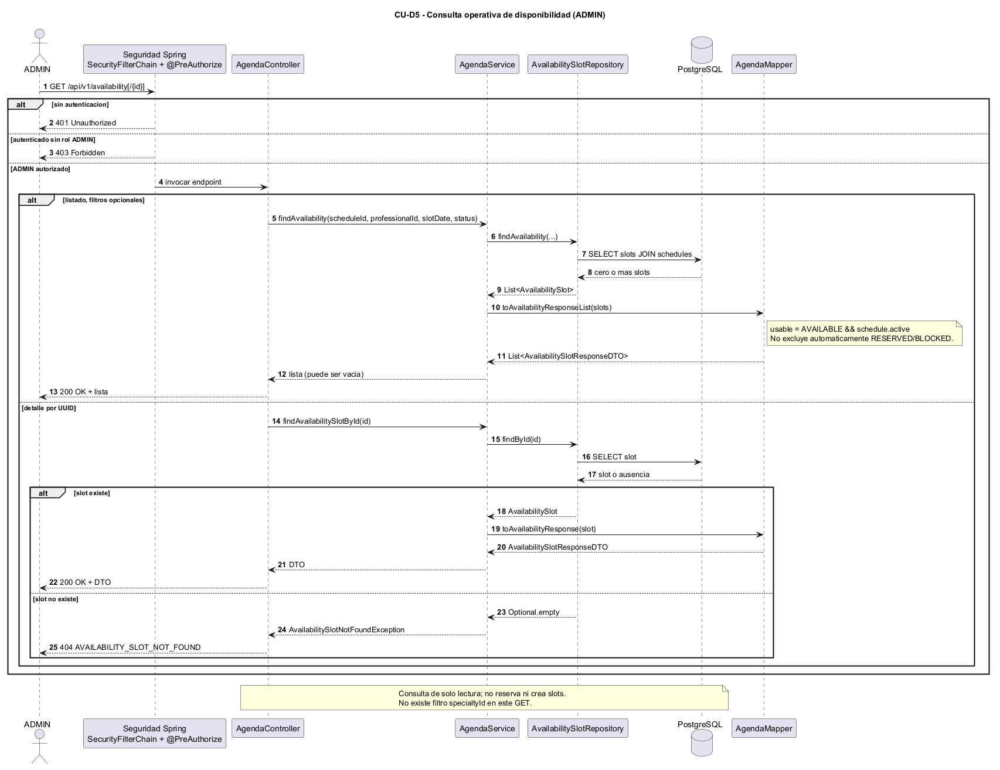 CU-D5 - Consulta operativa de disponibilidad (ADMIN)
ADMIN
Seguridad Spring
SecurityFilterChain + @PreAuthorize
AgendaController
AgendaService
AvailabilitySlotRepository
PostgreSQL
AgendaMapper
1 GET /api/v1/availability[/{id}]
alt [sin autenticacion]
2 401 Unauthorized
[autenticado sin rol ADMIN]
3 403 Forbidden
[ADMIN autorizado]
4 invocar endpoint
alt [listado, filtros opcionales]
5 findAvailability(scheduleId, professionalId, slotDate, status)
6 findAvailability(...)
7 SELECT slots JOIN schedules
8 cero o mas slots
9 List<AvailabilitySlot>
10 toAvailabilityResponseList(slots)
usable = AVAILABLE && schedule.active
No excluye automaticamente RESERVED/BLOCKED.
11 List<AvailabilitySlotResponseDTO>
12 lista (puede ser vacia)
13 200 OK + lista
[detalle por UUID]
14 findAvailabilitySlotById(id)
15 findById(id)
16 SELECT slot
17 slot o ausencia
alt [slot existe]
18 AvailabilitySlot
19 toAvailabilityResponse(slot)
20 AvailabilitySlotResponseDTO
21 DTO
22 200 OK + DTO
[slot no existe]
23 Optional.empty
24 AvailabilitySlotNotFoundException
25 404 AVAILABILITY_SLOT_NOT_FOUND
Consulta de solo lectura; no reserva ni crea slots.
No existe filtro specialtyId en este GET.
ADMIN
Seguridad Spring
SecurityFilterChain + @PreAuthorize
AgendaController
AgendaService
AvailabilitySlotRepository
PostgreSQL
AgendaMapper